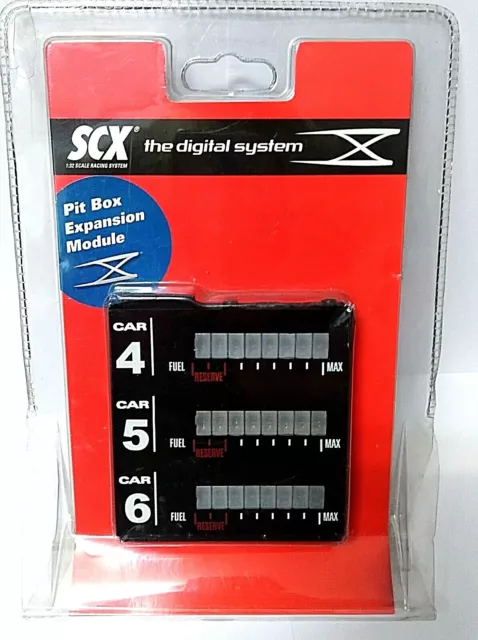 SCX®
1:32 SCALE RACING SYSTEM
the digital system
Pit Box
Expansion
Module
CAR
4
FUEL
RESERVE
MAX
CAR
5
FUEL
RESERVE
MAX
CAR
6
FUEL
RESERVE
MAX